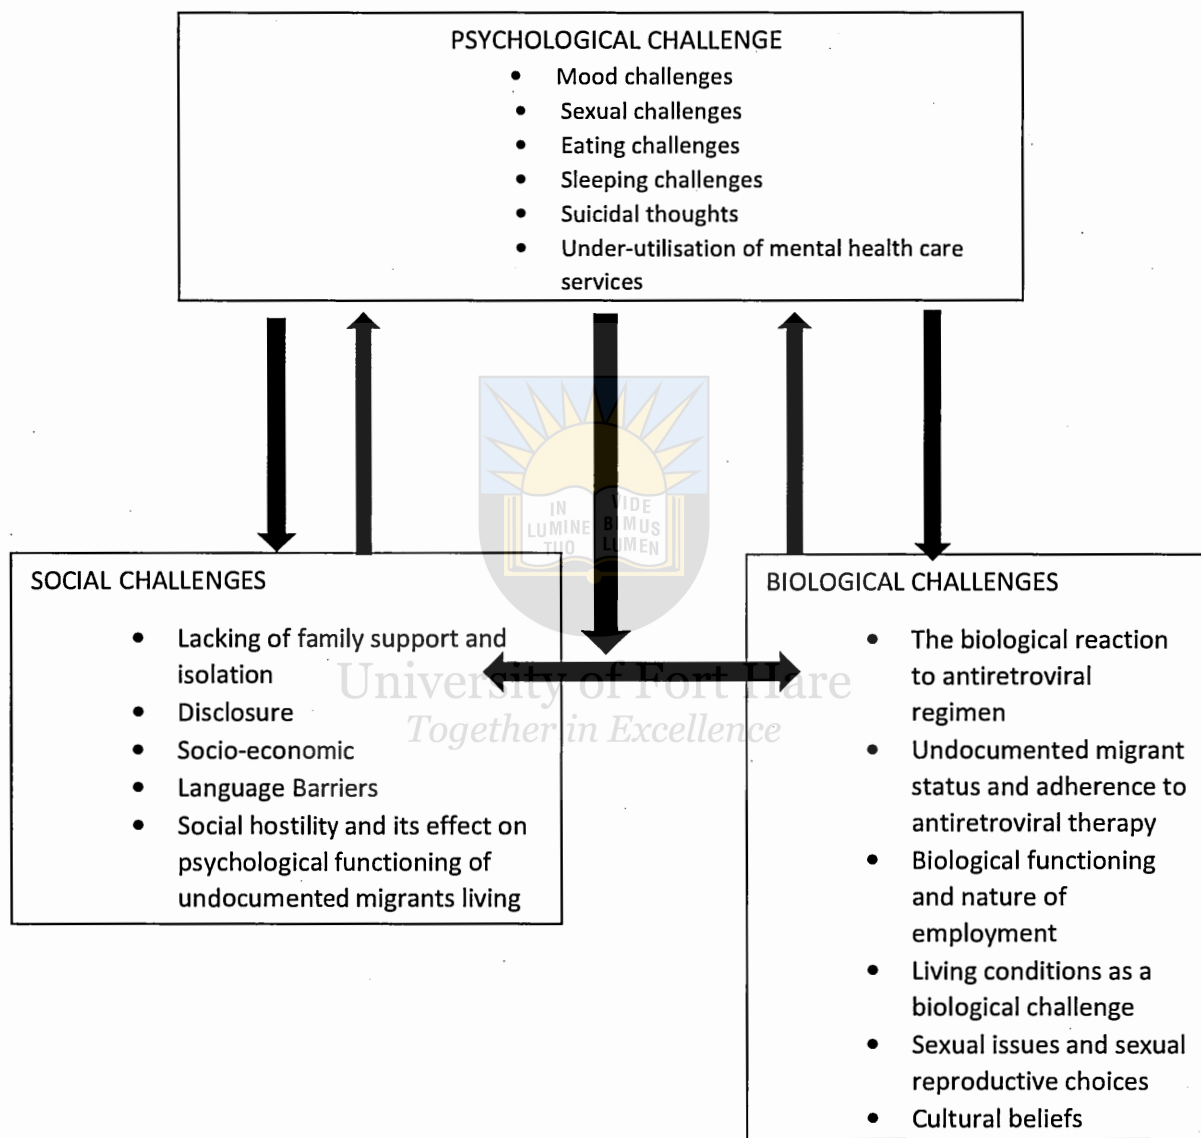 PSYCHOLOGICAL CHALLENGE
• Mood challenges
• Sexual challenges
• Eating challenges
• Sleeping challenges
• Suicidal thoughts
• Under-utilisation of mental health care
services
IN
LUMINE
TUO
VIDE
BIMUS
LUMEN
University of Fort Hare
Together in Excellence
SOCIAL CHALLENGES
• Lacking of family support and
isolation
• Disclosure
• Socio-economic
• Language Barriers
• Social hostility and its effect on
psychological functioning of
undocumented migrants living
BIOLOGICAL CHALLENGES
• The biological reaction
to antiretroviral
regimen
• Undocumented migrant
status and adherence to
antiretroviral therapy
• Biological functioning
and nature of
employment
• Living conditions as a
biological challenge
• Sexual issues and sexual
reproductive choices
• Cultural beliefs